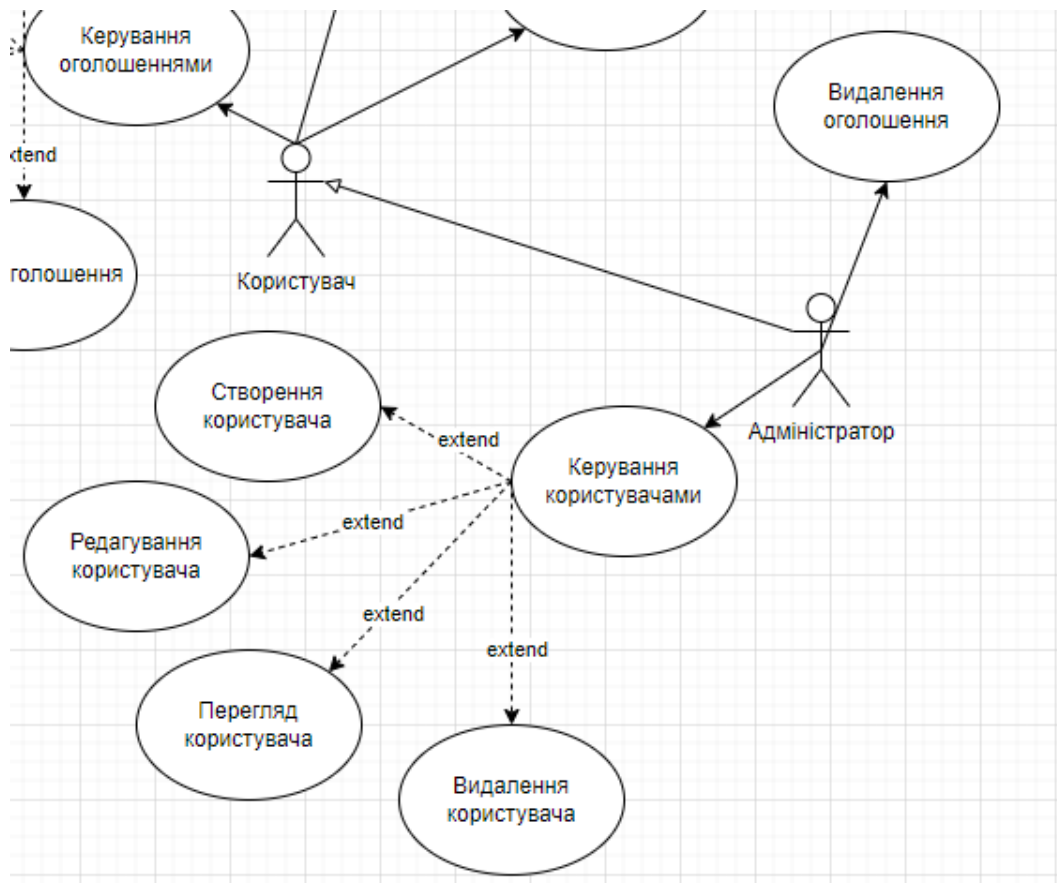 Керування
оголошеннями
Видалення
оголошення
xtend
голошення
Користувач
Створення
користувача
extend
Адміністратор
Керування
користувачами
Редагування
користувача
extend
extend
extend
Перегляд
користувача
Видалення
користувача